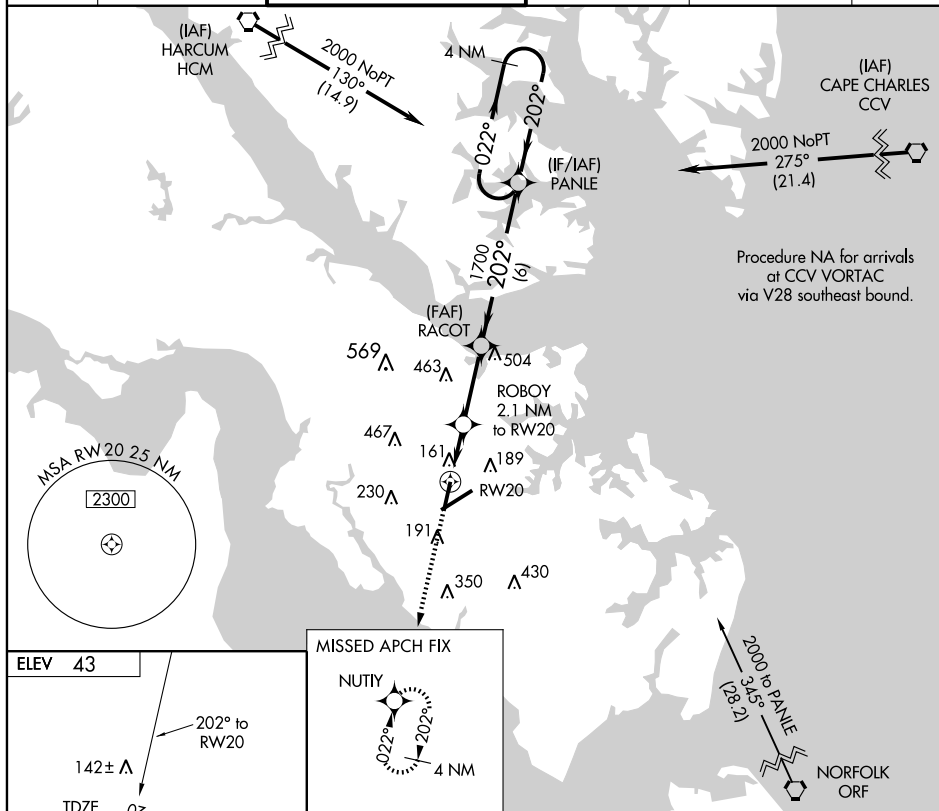 (IAF)
HARCUM
HCM
2000 NoPT
130°
(14.9)
4 NM
022°
202°
(IF/IAF)
PANLE
(IAF)
CAPE CHARLES
CCV
2000 NoPT
275°
(21.4)
Procedure NA for arrivals
at CCV VORTAC
via V28 southeast bound.
1700
202°
(6)
(FAF)
RACOT
569
463
504
ROBOY
2.1 NM
to RW20
467
161
189
230
RW20
191
350
430
MSA RW20 25 NM
2300
ELEV 43
202° to
RW20
142±
MISSED APCH FIX
NUTIY
022°
202°
4 NM
2000 to PANLE
345°
(28.2)
NORFOLK
ORF